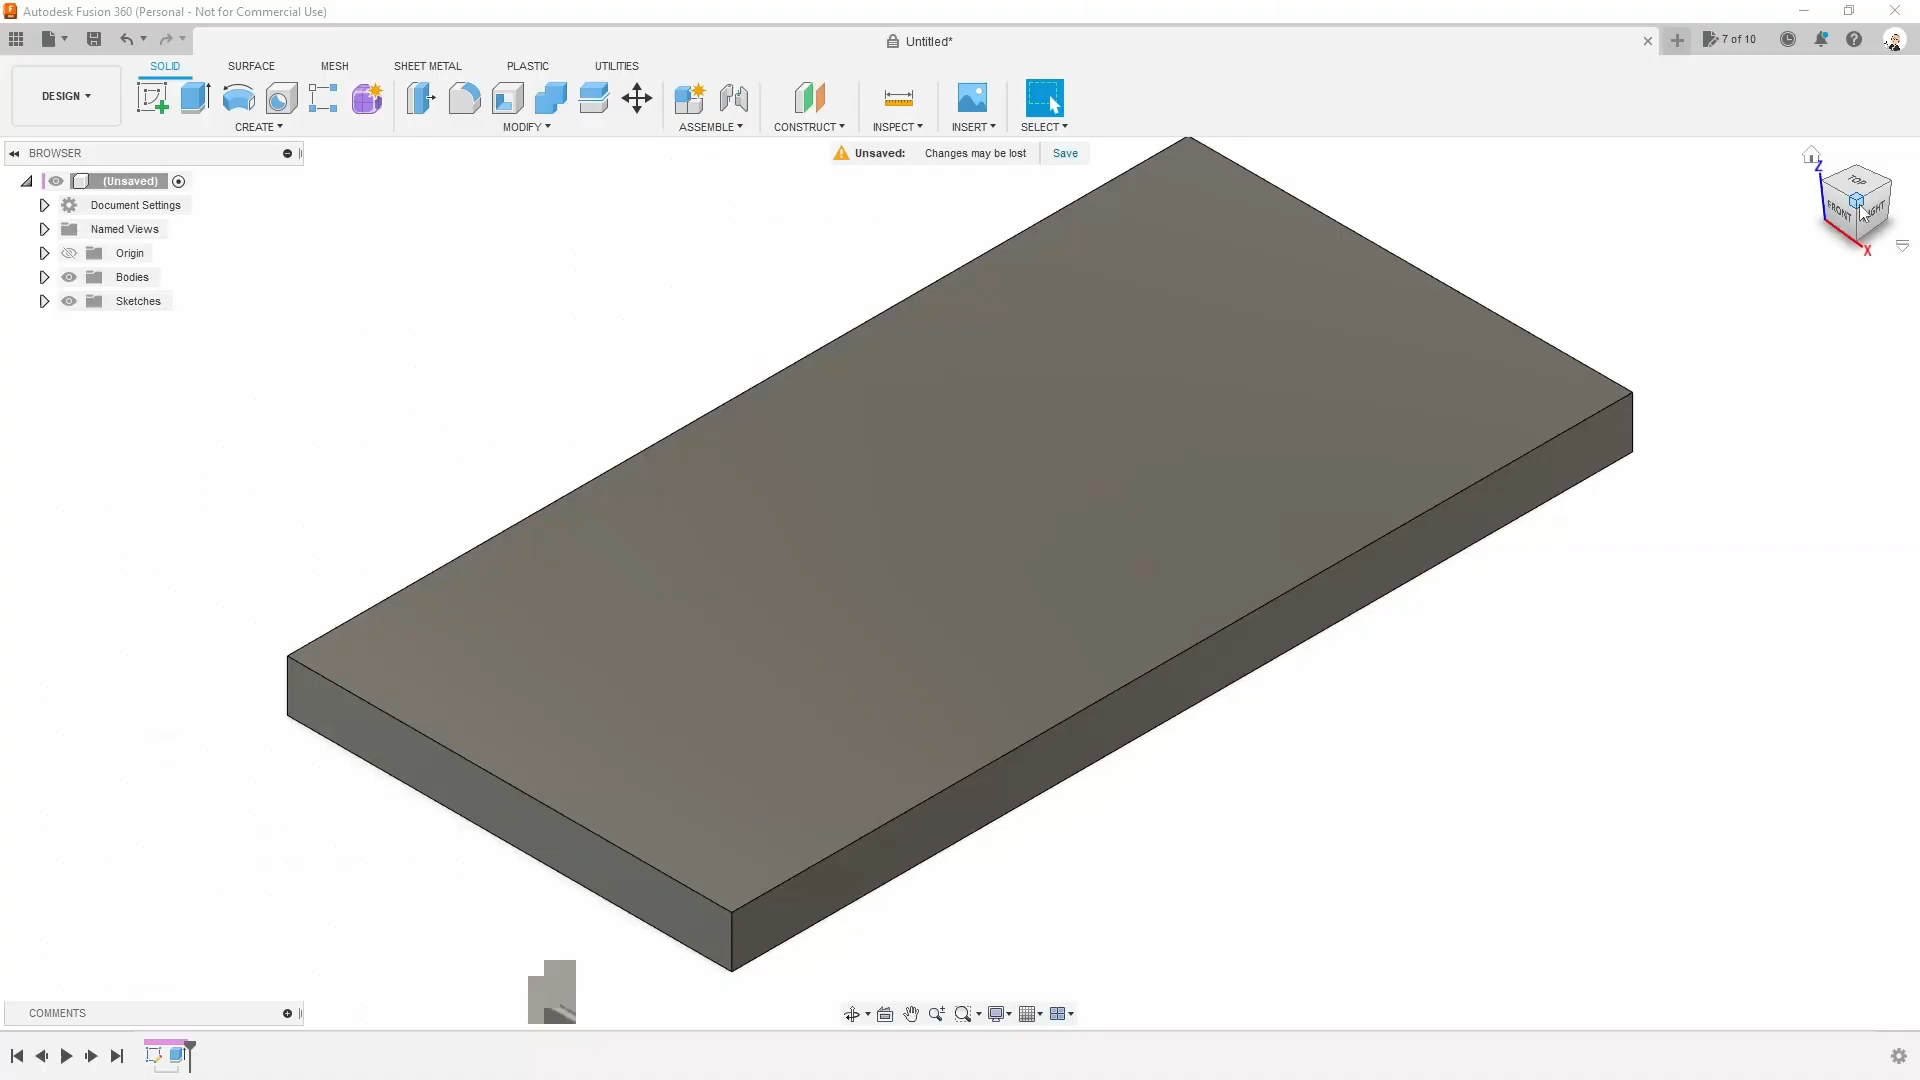 Autodesk Fusion 360 (Personal - Not for Commercial Use)
Untitled*
7 of 10
DESIGN
SOLID
SURFACE
MESH
SHEET METAL
PLASTIC
UTILITIES
CREATE
MODIFY
ASSEMBLE
CONSTRUCT
INSPECT
INSERT
SELECT
BROWSER
Unsaved: Changes may be lost Save
(Unsaved)
Document Settings
Named Views
Origin
Bodies
Sketches
Z
TOP
FRONT
X
COMMENTS